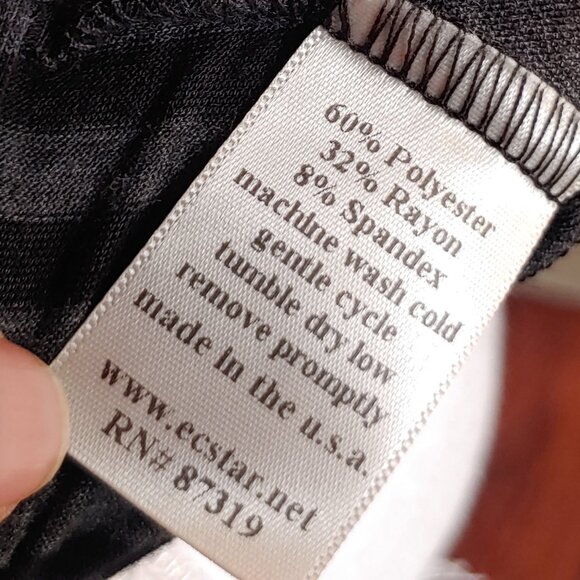 60% Polyester
32% Rayon
8% Spandex
machine wash cold
gentle cycle
tumble dry low
remove promptly
made in the u.s.a.
www.ecstar.net
RN# 87319